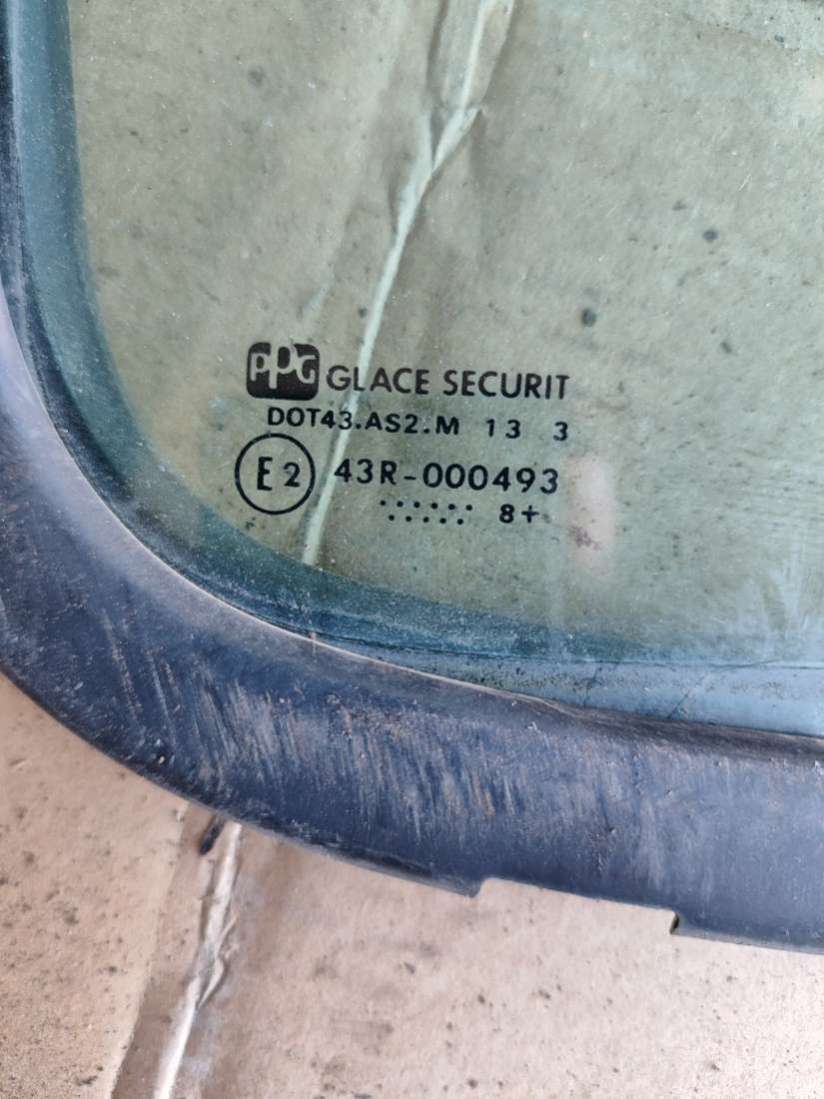 PPG GLACE SECURIT
DOT43.AS2.M 13 3
E2 43R-000493
8+